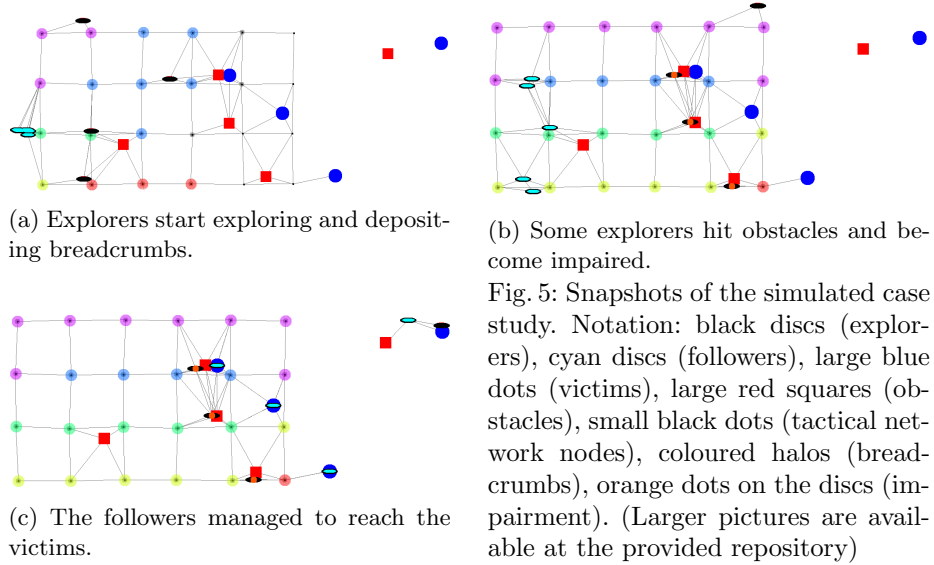 (a) Explorers start exploring and deposit-
ing breadcrumbs.
(b) Some explorers hit obstacles and be-
come impaired.
(c) The followers managed to reach the
victims.
Fig. 5: Snapshots of the simulated case
study. Notation: black discs (explor-
ers), cyan discs (followers), large blue
dots (victims), large red squares (ob-
stacles), small black dots (tactical net-
work nodes), coloured halos (bread-
crumbs), orange dots on the discs (im-
pairment). (Larger pictures are avail-
able at the provided repository)